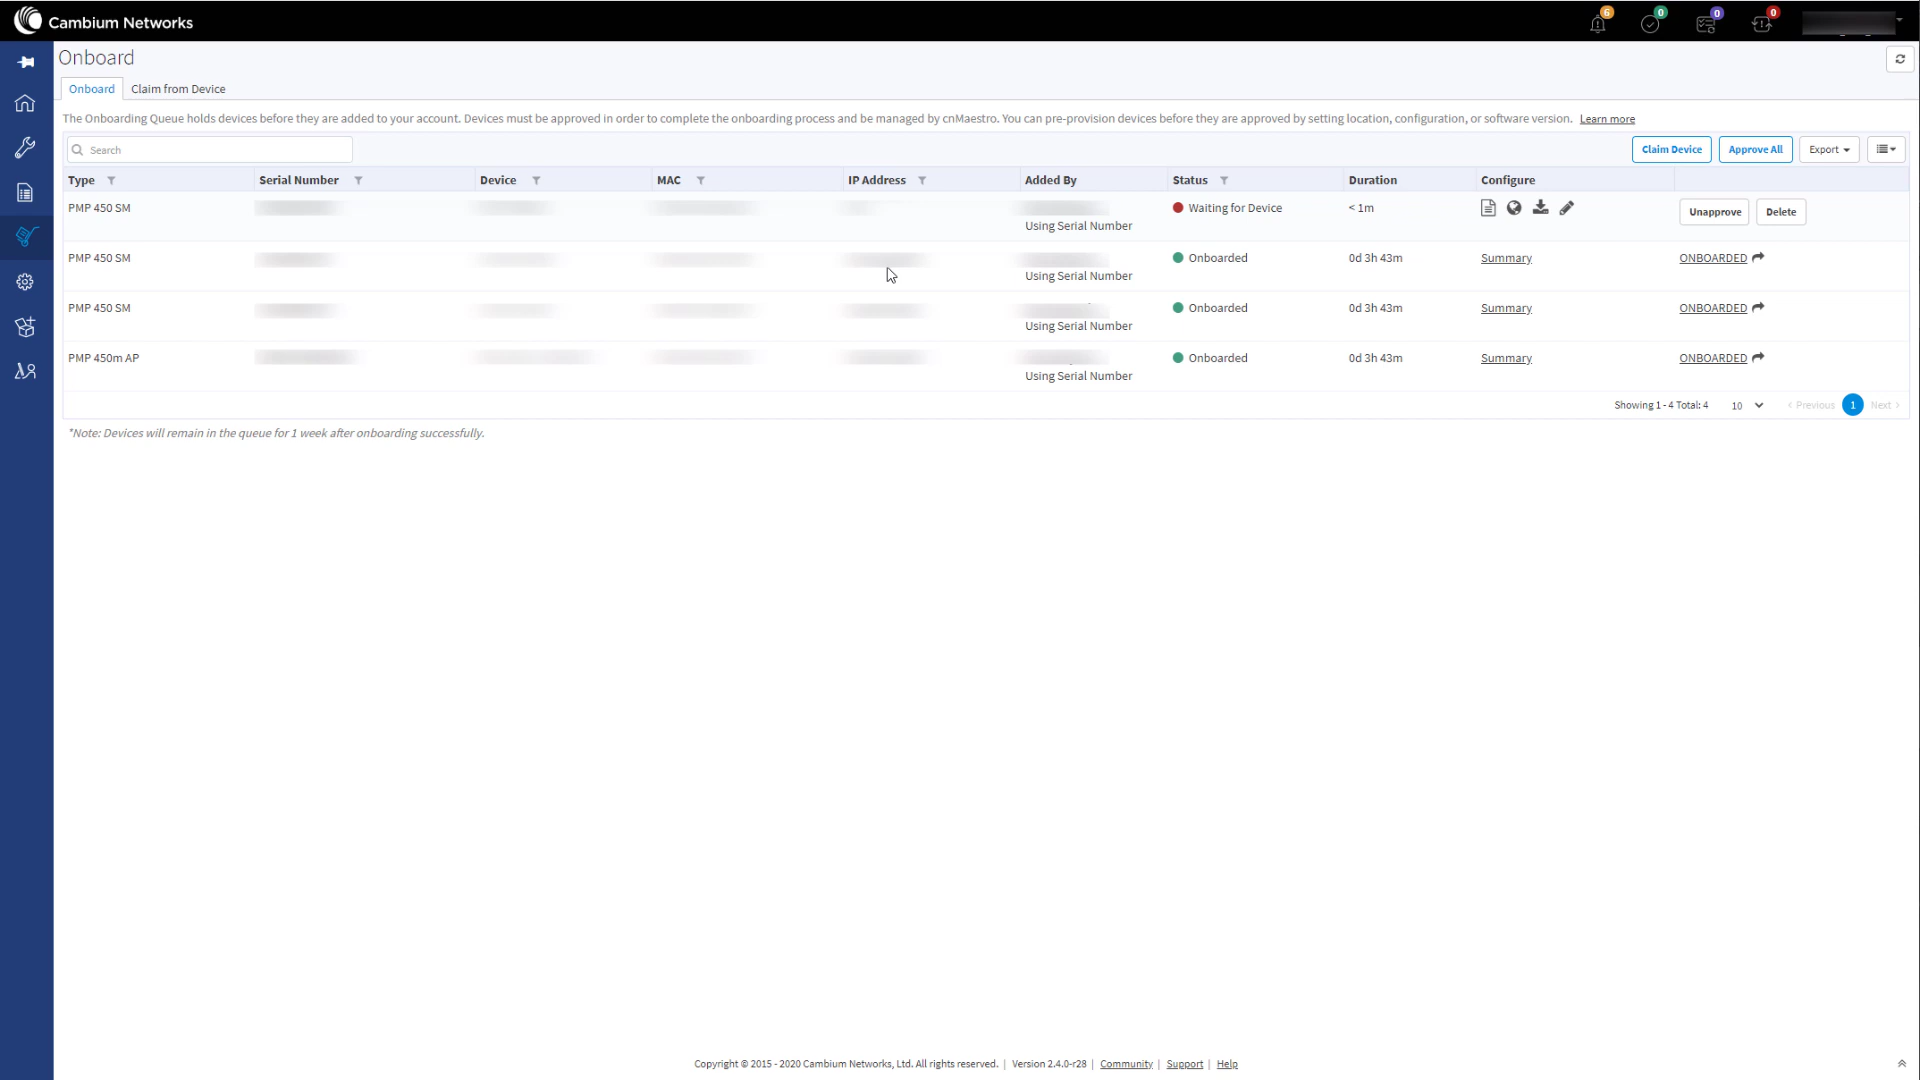 Cambium Networks
6 0 0 0
Onboard
Onboard Claim from Device
The Onboarding Queue holds devices before they are added to your account. Devices must be approved in order to complete the onboarding process and be managed by cnMaestro. You can pre-provision devices before they are approved by setting location, configuration, or software version. Learn more
Search Claim Device Approve All Export
Type Serial Number Device MAC IP Address Added By Status Duration Configure
PMP 450 SM Waiting for Device < 1m Unapprove Delete
Using Serial Number
PMP 450 SM Onboarded 0d 3h 43m Summary ONBOARDED
Using Serial Number
PMP 450 SM Onboarded 0d 3h 43m Summary ONBOARDED
Using Serial Number
PMP 450m AP Onboarded 0d 3h 43m Summary ONBOARDED
Using Serial Number
Showing 1 - 4 Total: 4 10 < Previous 1 Next >
*Note: Devices will remain in the queue for 1 week after onboarding successfully.
Copyright © 2015 - 2020 Cambium Networks, Ltd. All rights reserved. | Version 2.4.0-r28 | Community | Support | Help